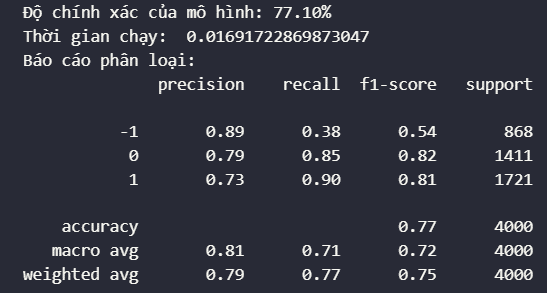 Độ chính xác của mô hình: 77.10%
Thời gian chạy:  0.01691722869873047
Báo cáo phân loại:
              precision    recall  f1-score   support

          -1       0.89      0.38      0.54       868
           0       0.79      0.85      0.82      1411
           1       0.73      0.90      0.81      1721

    accuracy                           0.77      4000
   macro avg       0.81      0.71      0.72      4000
weighted avg       0.79      0.77      0.75      4000